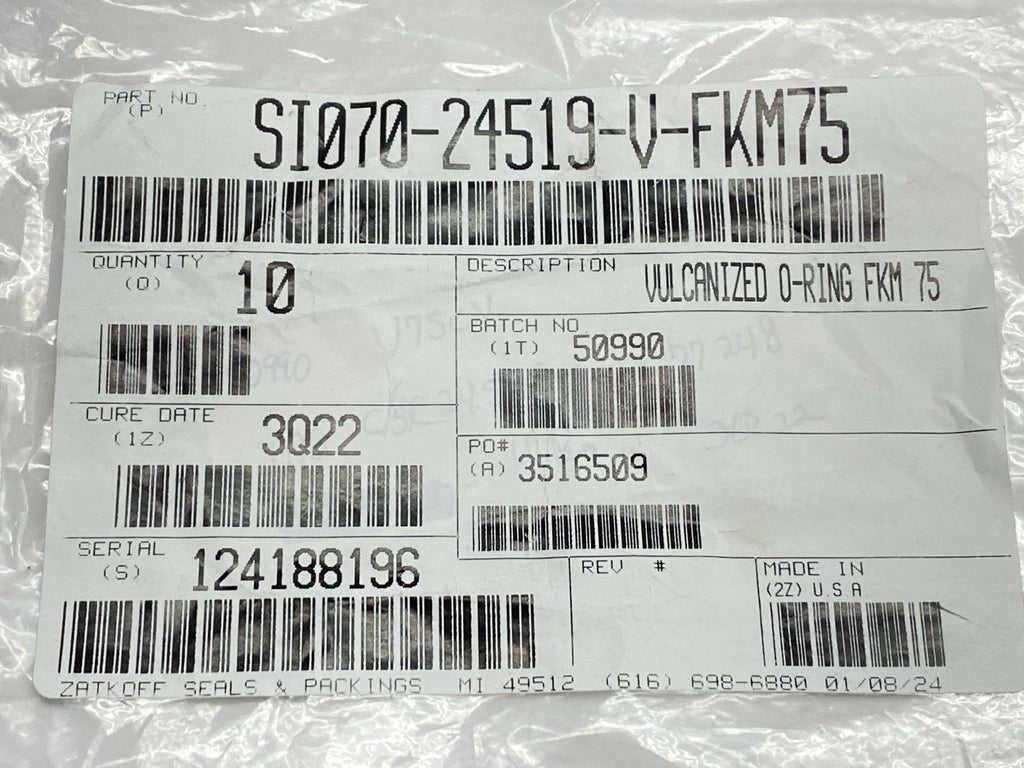 PART NO.
(P)
SI070-24519-V-FKM75
QUANTITY
(Q)
10
DESCRIPTION
VULCANIZED O-RING FKM 75
BATCH NO.
(1T)
50990
CURE DATE
(1Z)
3Q22
PO#
(A)
3516509
SERIAL
(S)
124188196
REV #
MADE IN
(2Z) U.S.A
ZATKOFF SEALS & PACKINGS MI 49512 (616) 698-6880 01/08/24